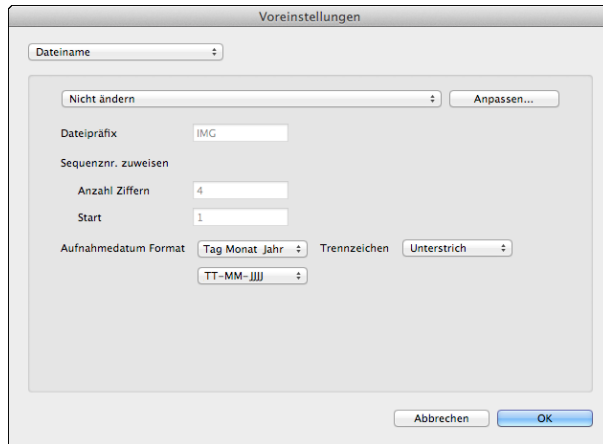 Voreinstellungen
Dateiname
Nicht ändern Anpassen...
Dateipräfix IMG
Sequenznr. zuweisen
Anzahl Ziffern 4
Start 1
Aufnahmedatum Format Tag Monat Jahr Trennzeichen Unterstrich
TT-MM-JJJJ
Abbrechen OK